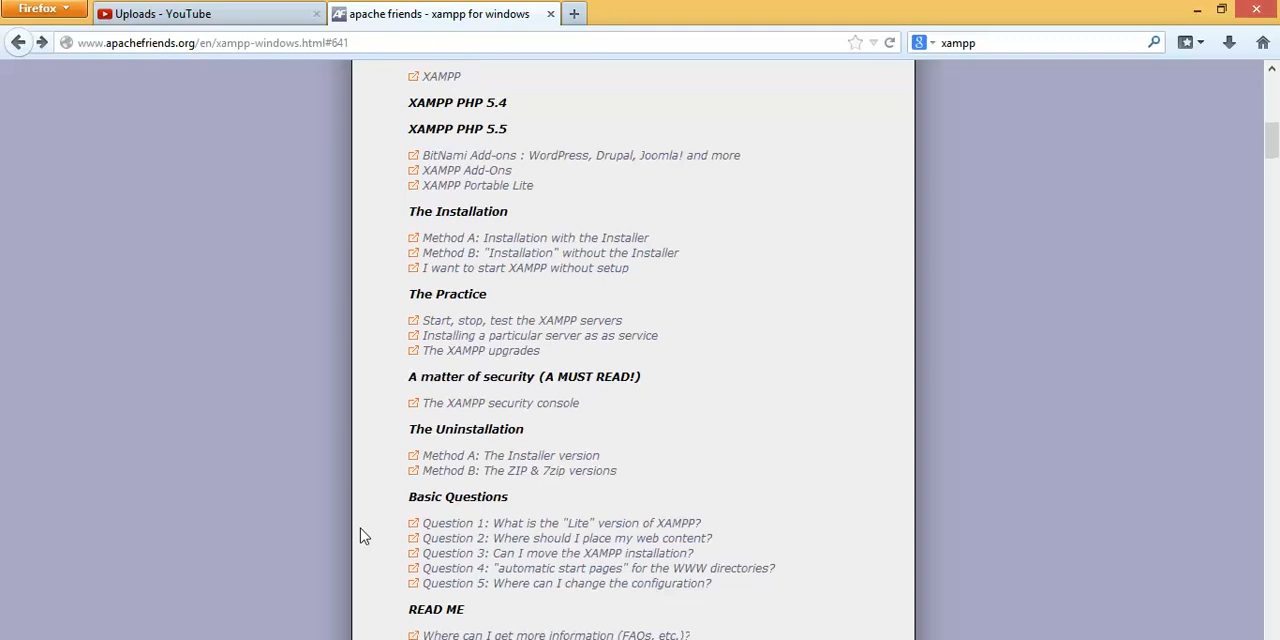 Firefox
Uploads - YouTube
apache friends - xampp for windows
www.apachefriends.org/en/xampp-windows.html#641
xampp
XAMPP
XAMPP PHP 5.4
XAMPP PHP 5.5
BitNami Add-ons : WordPress, Drupal, Joomla! and more
XAMPP Add-Ons
XAMPP Portable Lite
The Installation
Method A: Installation with the Installer
Method B: "Installation" without the Installer
I want to start XAMPP without setup
The Practice
Start, stop, test the XAMPP servers
Installing a particular server as as service
The XAMPP upgrades
A matter of security (A MUST READ!)
The XAMPP security console
The Uninstallation
Method A: The Installer version
Method B: The ZIP & 7zip versions
Basic Questions
Question 1: What is the "Lite" version of XAMPP?
Question 2: Where should I place my web content?
Question 3: Can I move the XAMPP installation?
Question 4: "automatic start pages" for the WWW directories?
Question 5: Where can I change the configuration?
READ ME
Where can I get more information (FAQs, etc.)?